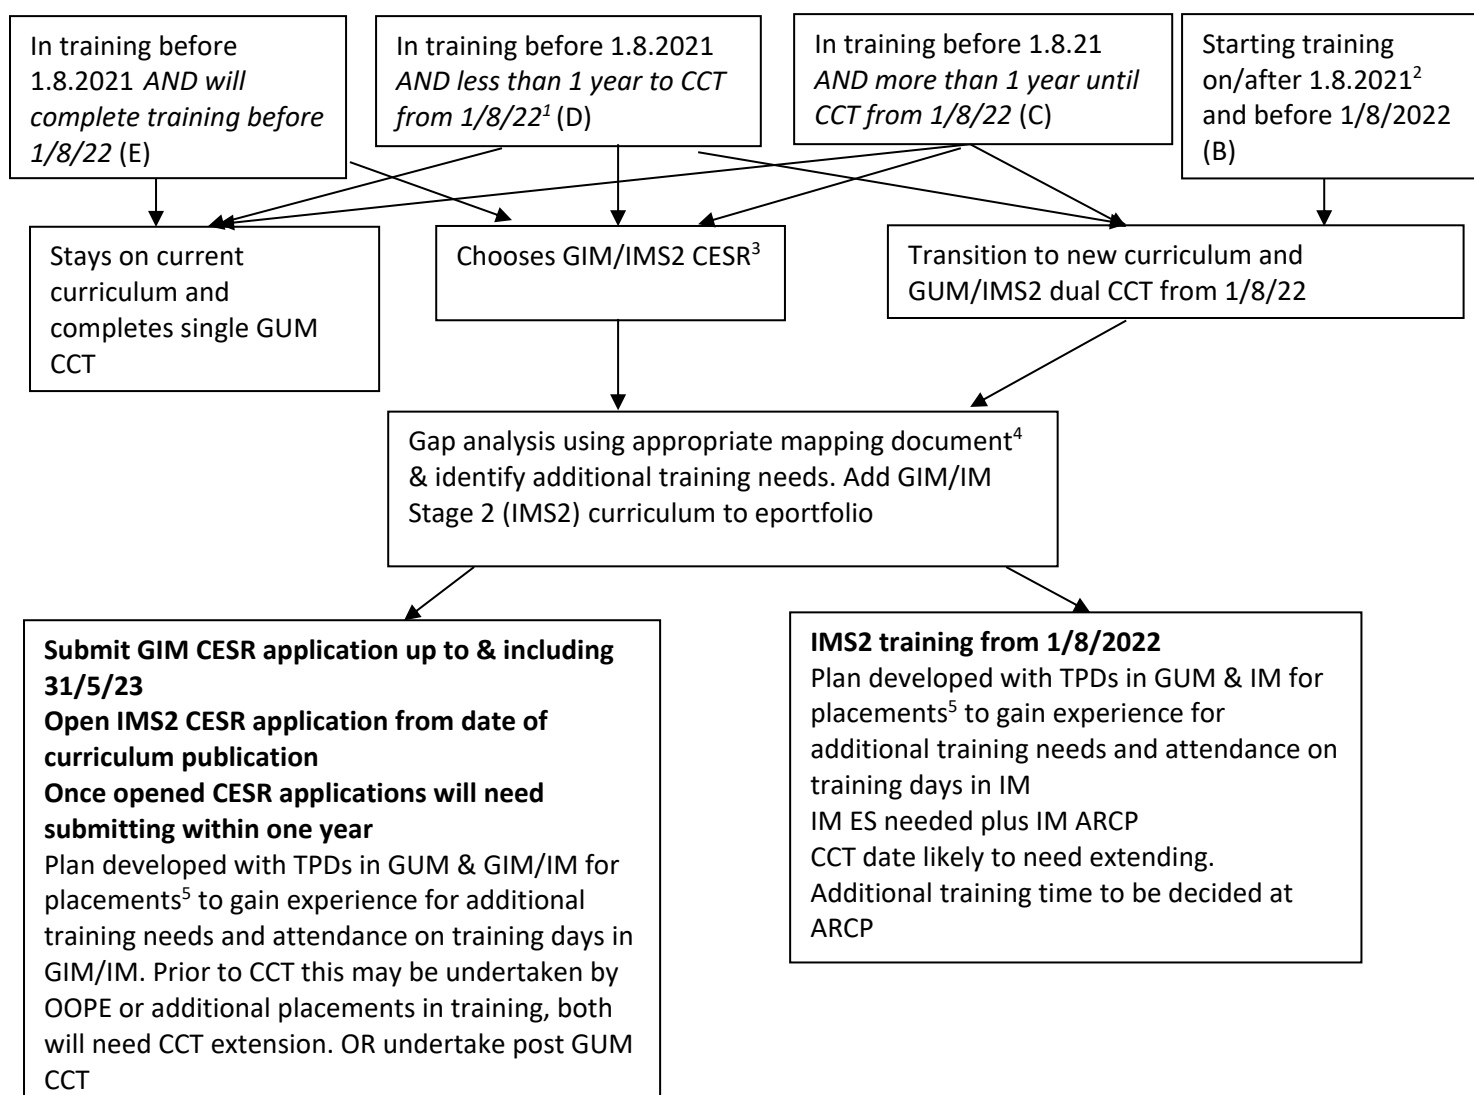 In training before
1.8.2021 AND will
complete training before
1/8/22 (E)
In training before 1.8.2021
AND less than 1 year to CCT
from 1/8/22¹ (D)
In training before 1.8.21
AND more than 1 year until
CCT from 1/8/22 (C)
Starting training
on/after 1.8.2021²
and before 1/8/2022
(B)
Stays on current
curriculum and
completes single GUM
CCT
Chooses GIM/IMS2 CESR³
Transition to new curriculum and
GUM/IMS2 dual CCT from 1/8/22
Gap analysis using appropriate mapping document⁴
& identify additional training needs. Add GIM/IM
Stage 2 (IMS2) curriculum to eportfolio
Submit GIM CESR application up to & including
31/5/23
Open IMS2 CESR application from date of
curriculum publication
Once opened CESR applications will need
submitting within one year
Plan developed with TPDs in GUM & GIM/IM for
placements⁵ to gain experience for additional
training needs and attendance on training days in
GIM/IM. Prior to CCT this may be undertaken by
OOPE or additional placements in training, both
will need CCT extension. OR undertake post GUM
CCT
IMS2 training from 1/8/2022
Plan developed with TPDs in GUM & IM for
placements⁵ to gain experience for
additional training needs and attendance on
training days in IM
IM ES needed plus IM ARCP
CCT date likely to need extending.
Additional training time to be decided at
ARCP